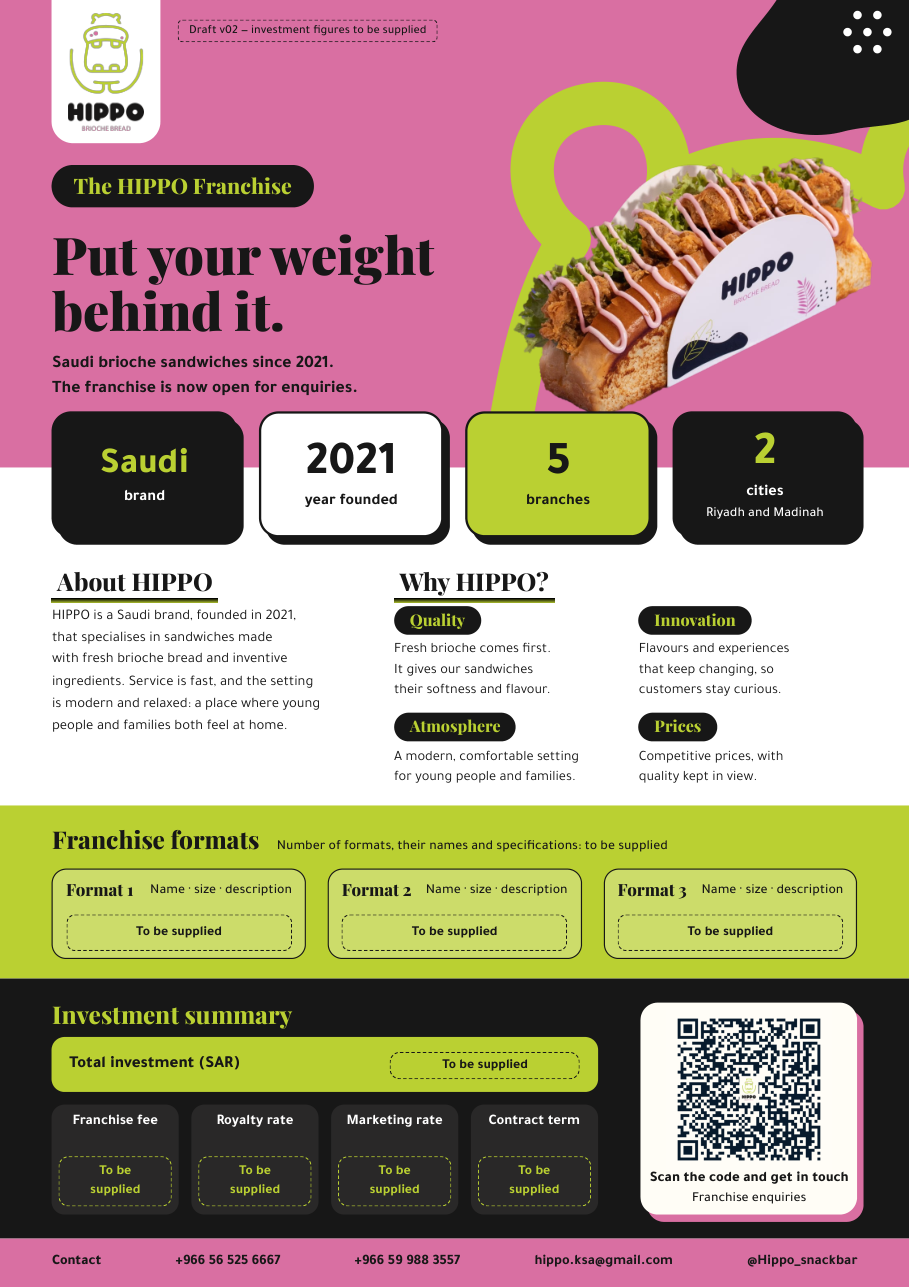 HIPPO
BRIOCHE BREAD
Draft v02 – investment figures to be supplied
The HIPPO Franchise
Put your weight
behind it.
Saudi brioche sandwiches since 2021.
The franchise is now open for enquiries.
HIPPO
BRIOCHE BREAD
Saudi
brand
2021
year founded
5
branches
2
cities
Riyadh and Madinah
About HIPPO
HIPPO is a Saudi brand, founded in 2021,
that specialises in sandwiches made
with fresh brioche bread and inventive
ingredients. Service is fast, and the setting
is modern and relaxed: a place where young
people and families both feel at home.
Why HIPPO?
Quality
Fresh brioche comes first.
It gives our sandwiches
their softness and flavour.
Innovation
Flavours and experiences
that keep changing, so
customers stay curious.
Atmosphere
A modern, comfortable setting
for young people and families.
Prices
Competitive prices, with
quality kept in view.
Franchise formats Number of formats, their names and specifications: to be supplied
Format 1 Name · size · description
To be supplied
Format 2 Name · size · description
To be supplied
Format 3 Name · size · description
To be supplied
Investment summary
Total investment (SAR) To be supplied
Franchise fee
To be
supplied
Royalty rate
To be
supplied
Marketing rate
To be
supplied
Contract term
To be
supplied
HIPPO
Scan the code and get in touch
Franchise enquiries
Contact +966 56 525 6667 +966 59 988 3557 hippo.ksa@gmail.com @Hippo_snackbar